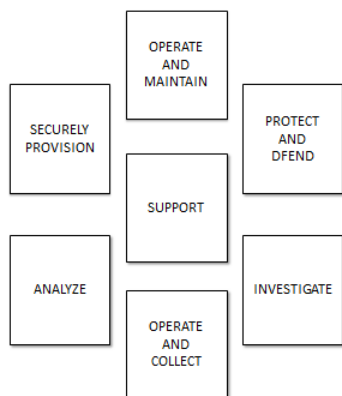 OPERATE
AND
MAINTAIN
SECURELY
PROVISION
PROTECT
AND
DFEND
SUPPORT
ANALYZE
INVESTIGATE
OPERATE
AND
COLLECT